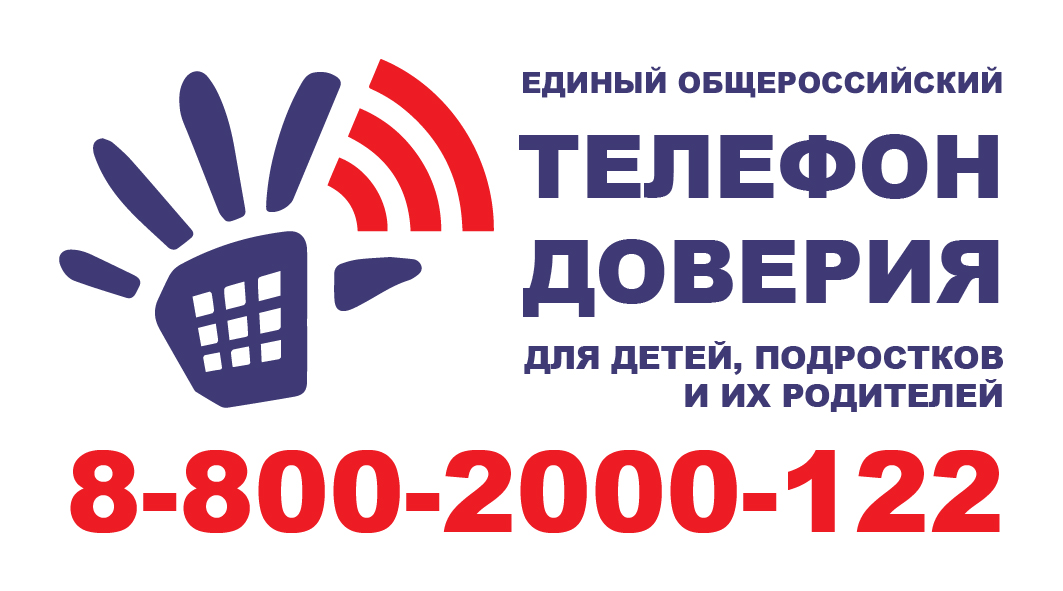 ЕДИНЫЙ ОБЩЕРОССИЙСКИЙ
ТЕЛЕФОН
ДОВЕРИЯ
ДЛЯ ДЕТЕЙ, ПОДРОСТКОВ
И ИХ РОДИТЕЛЕЙ
8-800-2000-122